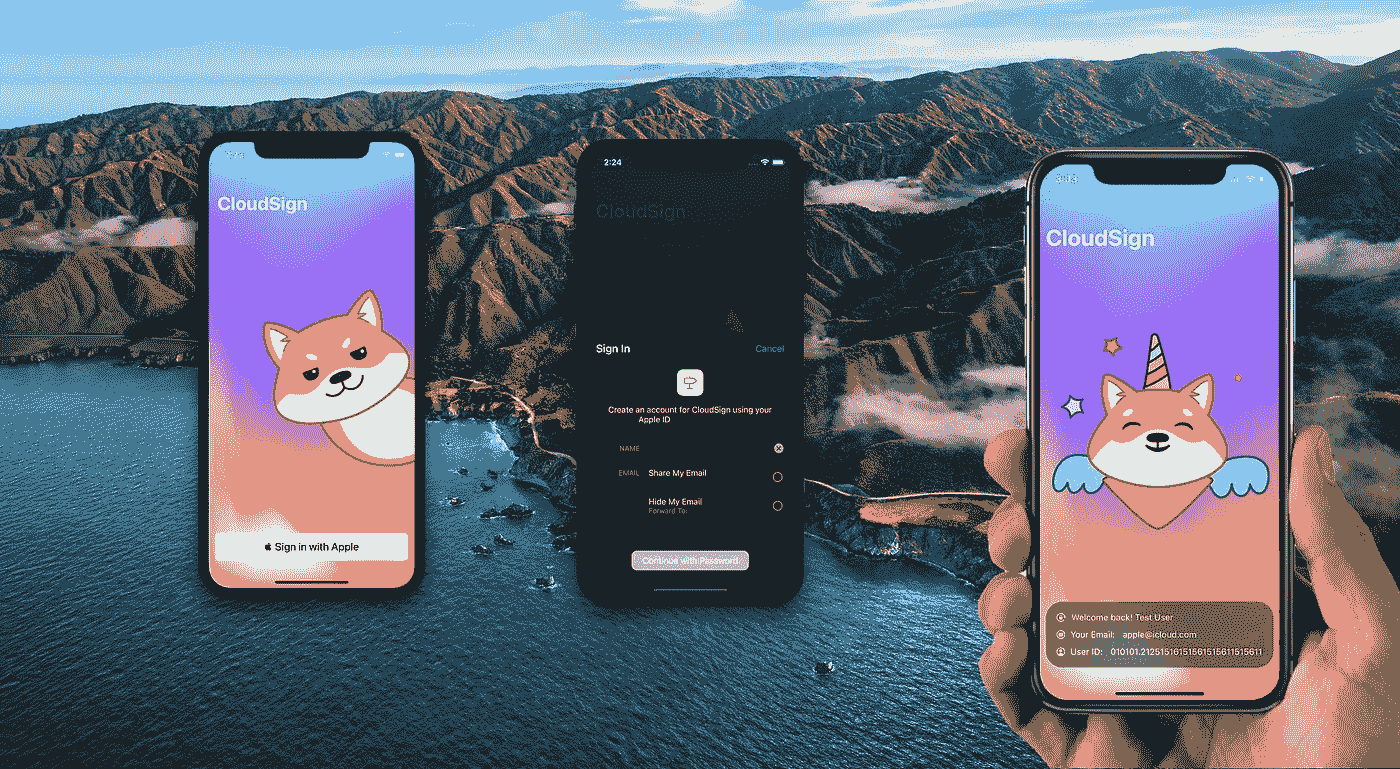 CloudSign
Sign in with Apple
2:24
CloudSign
Sign In
Cancel
Create an account for CloudSign using your
Apple ID
NAME
EMAIL
Share My Email
Hide My Email
Forward To:
Continue with Password
CloudSign
Welcome back! Test User
Your Email: apple@icloud.com
User ID: